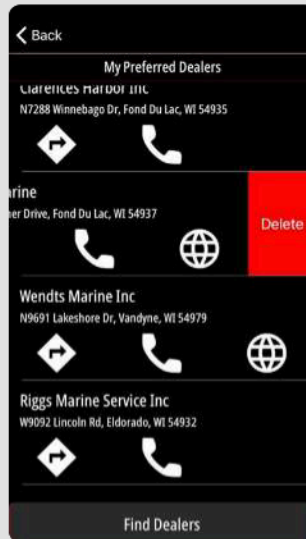 Back
My Preferred Dealers
Clarences Harbor Inc
N7288 Winnebago Dr, Fond Du Lac, WI 54935
rine
er Drive, Fond Du Lac, WI 54937
Delete
Wendts Marine Inc
N9691 Lakeshore Dr, Vandyne, WI 54979
Riggs Marine Service Inc
W9092 Lincoln Rd, Eldorado, WI 54932
Find Dealers